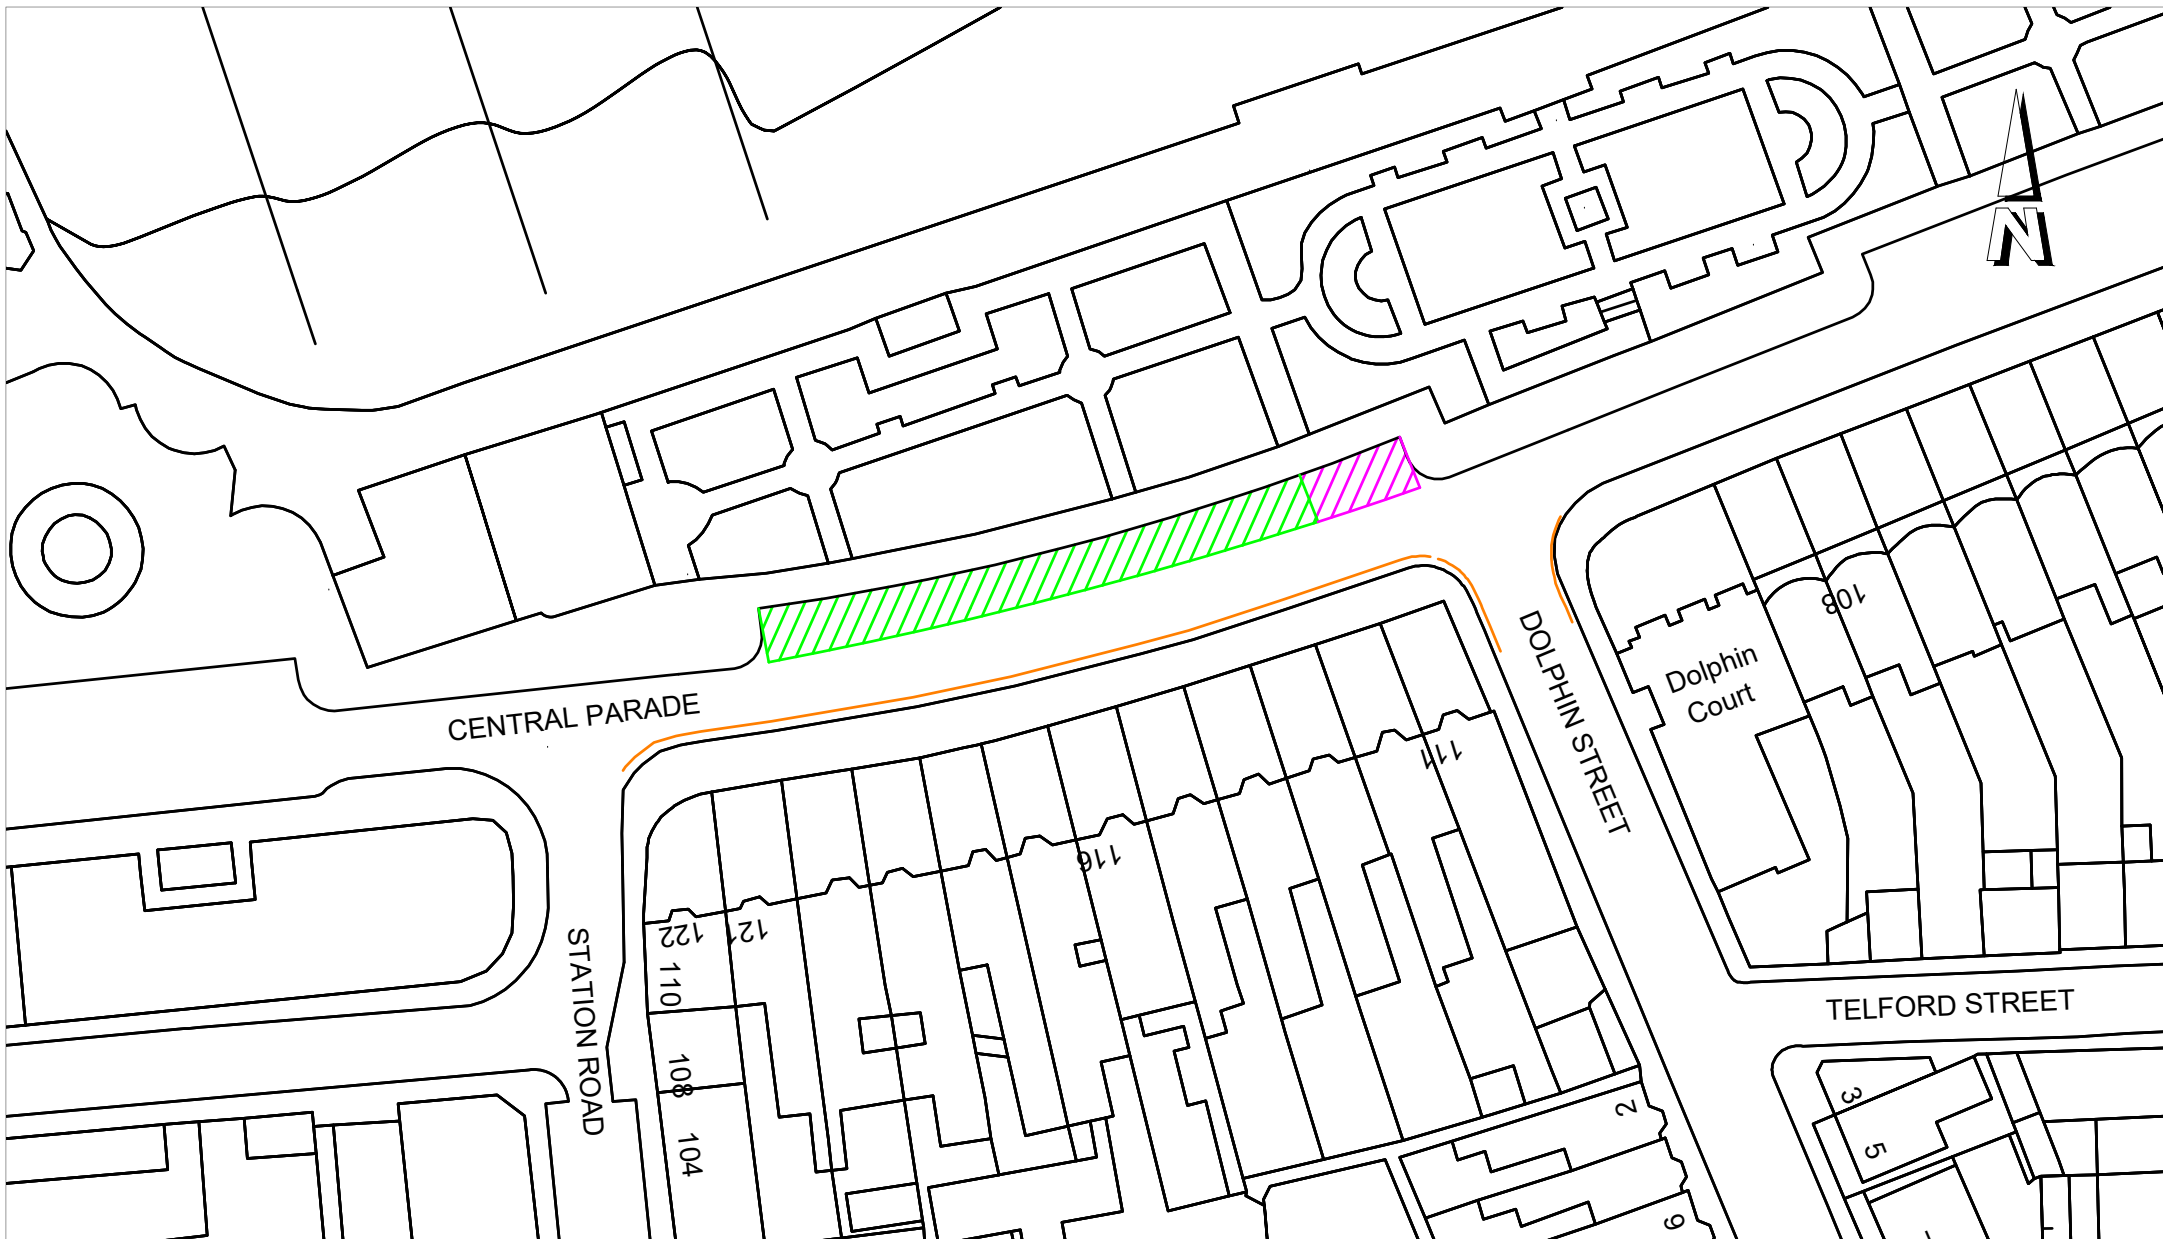 N
CENTRAL PARADE
DOLPHIN STREET
Dolphin
Court
108
111
116
121
122
110
108
104
STATION ROAD
TELFORD STREET
2
3
5
9